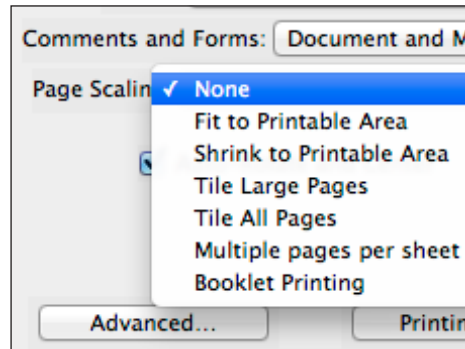 Comments and Forms: Document and M
Page Scalin ✓ None
Fit to Printable Area
Shrink to Printable Area
Tile Large Pages
Tile All Pages
Multiple pages per sheet
Booklet Printing
Advanced... Printin